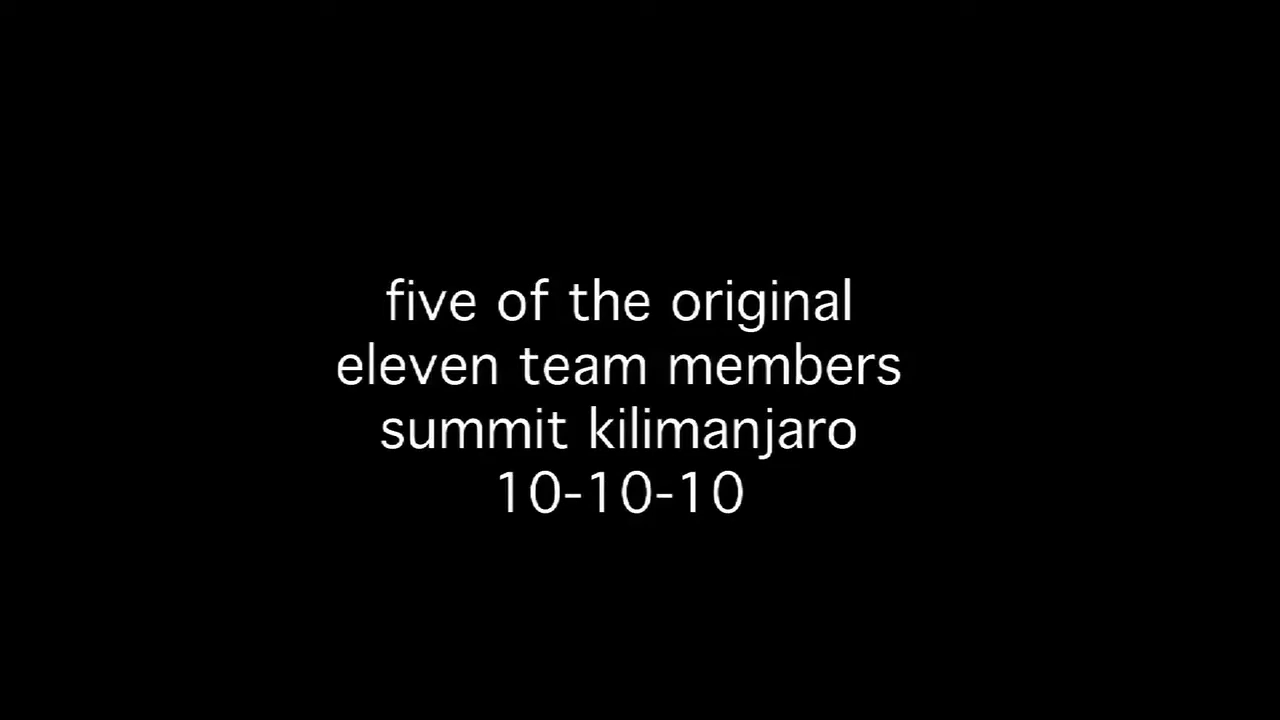 five of the original
eleven team members
summit kilimanjaro
10-10-10